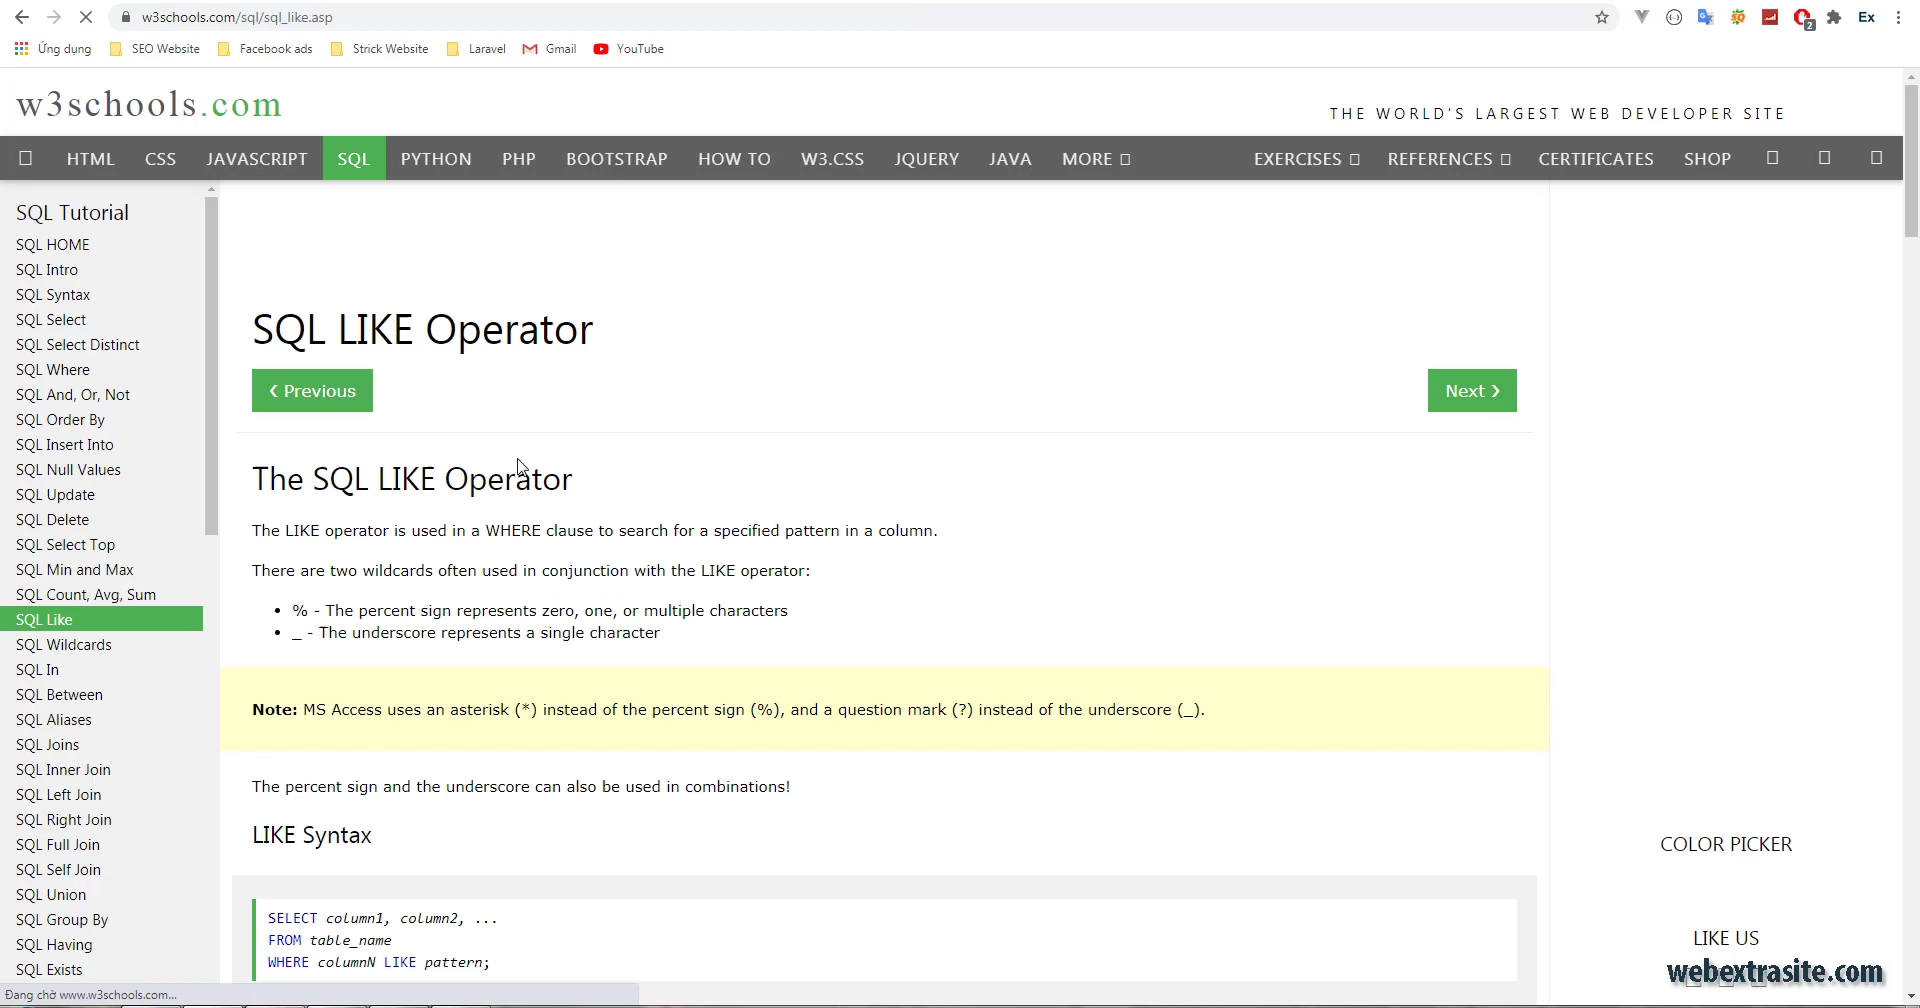 w3schools.com/sql/sql_like.asp
2
Ex
Ứng dụng SEO Website Facebook ads Strick Website Laravel Gmail YouTube
w3schools.com
THE WORLD'S LARGEST WEB DEVELOPER SITE
HTML CSS JAVASCRIPT SQL PYTHON PHP BOOTSTRAP HOW TO W3.CSS JQUERY JAVA MORE EXERCISES REFERENCES CERTIFICATES SHOP
SQL Tutorial
SQL HOME
SQL Intro
SQL Syntax
SQL Select
SQL Select Distinct
SQL Where
SQL And, Or, Not
SQL Order By
SQL Insert Into
SQL Null Values
SQL Update
SQL Delete
SQL Select Top
SQL Min and Max
SQL Count, Avg, Sum
SQL Like
SQL Wildcards
SQL In
SQL Between
SQL Aliases
SQL Joins
SQL Inner Join
SQL Left Join
SQL Right Join
SQL Full Join
SQL Self Join
SQL Union
SQL Group By
SQL Having
SQL Exists
SQL LIKE Operator
❮ Previous
Next ❯
The SQL LIKE Operator
The LIKE operator is used in a WHERE clause to search for a specified pattern in a column.
There are two wildcards often used in conjunction with the LIKE operator:
• % - The percent sign represents zero, one, or multiple characters
• _ - The underscore represents a single character
Note: MS Access uses an asterisk (*) instead of the percent sign (%), and a question mark (?) instead of the underscore (_).
The percent sign and the underscore can also be used in combinations!
LIKE Syntax
SELECT column1, column2, ...
FROM table_name
WHERE columnN LIKE pattern;
COLOR PICKER
LIKE US
webextrasite.com
Đang chờ www.w3schools.com...